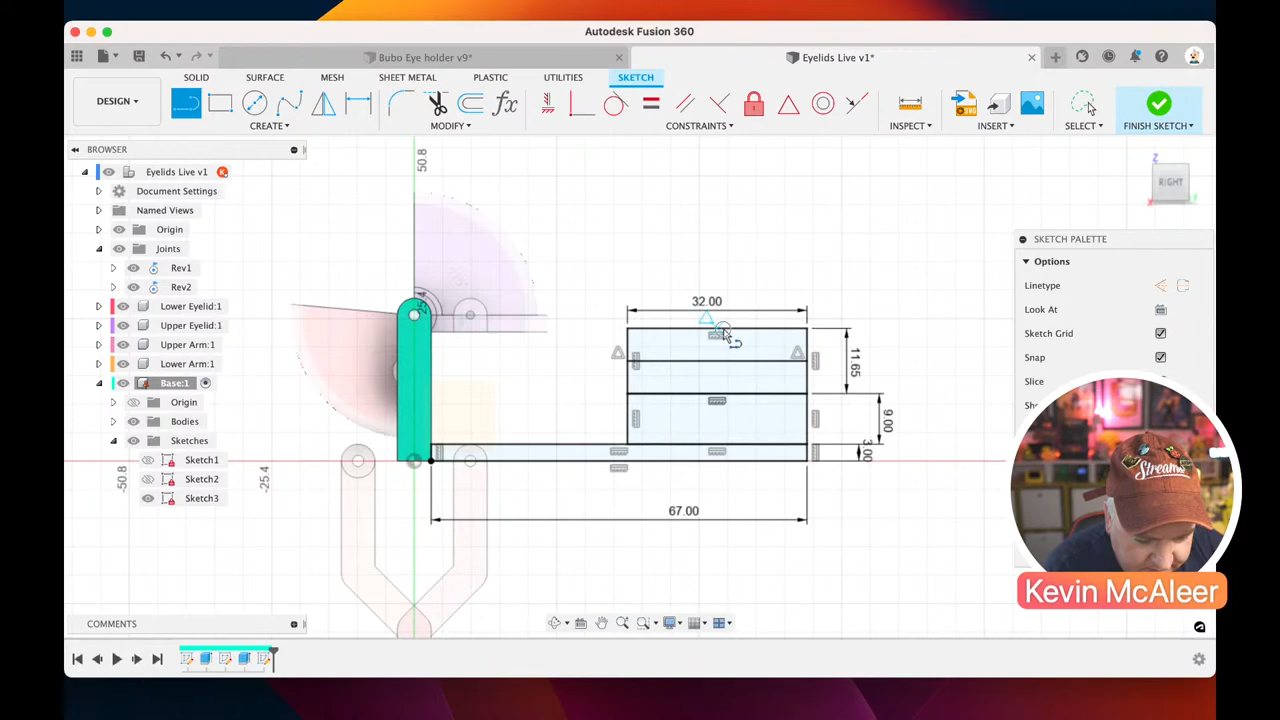 Autodesk Fusion 360
Bubo Eye holder v9*
Eyelids Live v1*
DESIGN
SOLID
SURFACE
MESH
SHEET METAL
PLASTIC
UTILITIES
SKETCH
CREATE
MODIFY
CONSTRAINTS
INSPECT
INSERT
SELECT
FINISH SKETCH
BROWSER
Eyelids Live v1
Document Settings
Named Views
Origin
Joints
Rev1
Rev2
Lower Eyelid:1
Upper Eyelid:1
Upper Arm:1
Lower Arm:1
Base:1
Origin
Bodies
Sketches
Sketch1
Sketch2
Sketch3
50.8
25.4
-50.8
-25.4
32.00
11.65
9.00
3.00
67.00
Z
RIGHT
SKETCH PALETTE
Options
Linetype
Look At
Sketch Grid
Snap
Slice
Streams
Kevin McAleer
COMMENTS